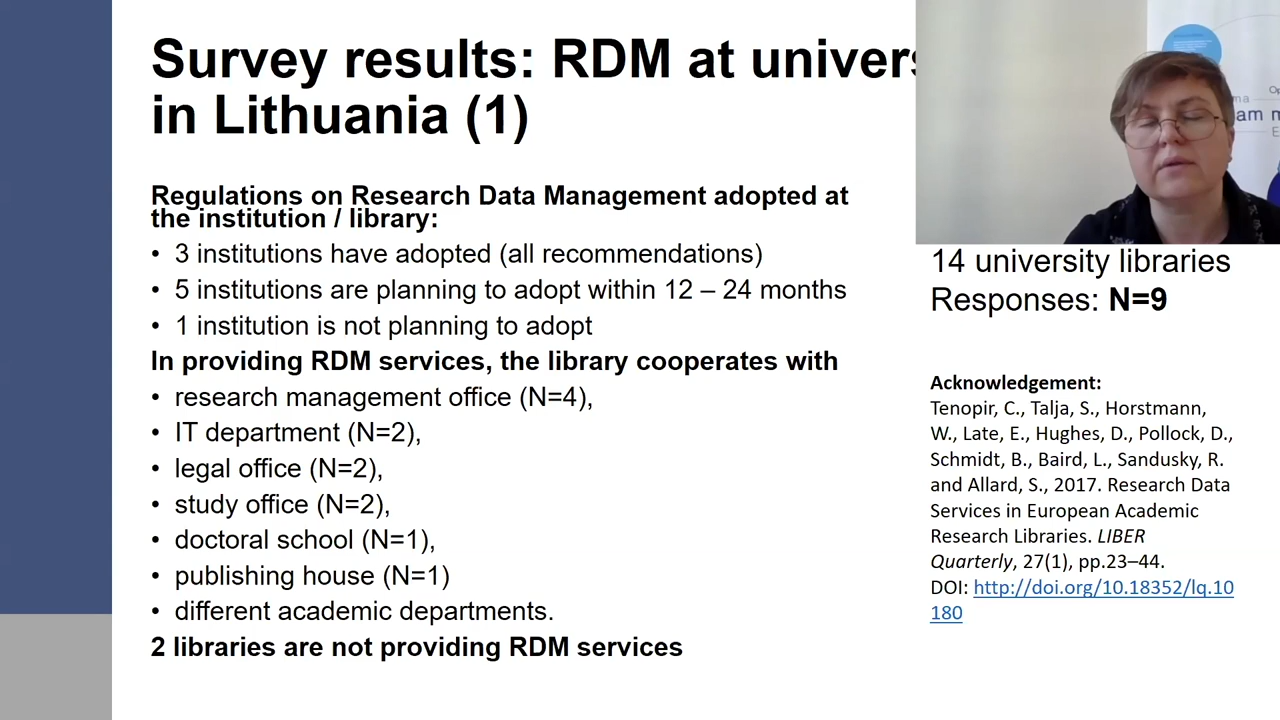 Survey results: RDM at univers
in Lithuania (1)
Regulations on Research Data Management adopted at
the institution / library:
• 3 institutions have adopted (all recommendations)
• 5 institutions are planning to adopt within 12 – 24 months
• 1 institution is not planning to adopt
In providing RDM services, the library cooperates with
• research management office (N=4),
• IT department (N=2),
• legal office (N=2),
• study office (N=2),
• doctoral school (N=1),
• publishing house (N=1)
• different academic departments.
2 libraries are not providing RDM services
14 university libraries
Responses: N=9
Acknowledgement:
Tenopir, C., Talja, S., Horstmann,
W., Late, E., Hughes, D., Pollock, D.,
Schmidt, B., Baird, L., Sandusky, R.
and Allard, S., 2017. Research Data
Services in European Academic
Research Libraries. LIBER
Quarterly, 27(1), pp.23–44.
DOI: http://doi.org/10.18352/lq.10
180